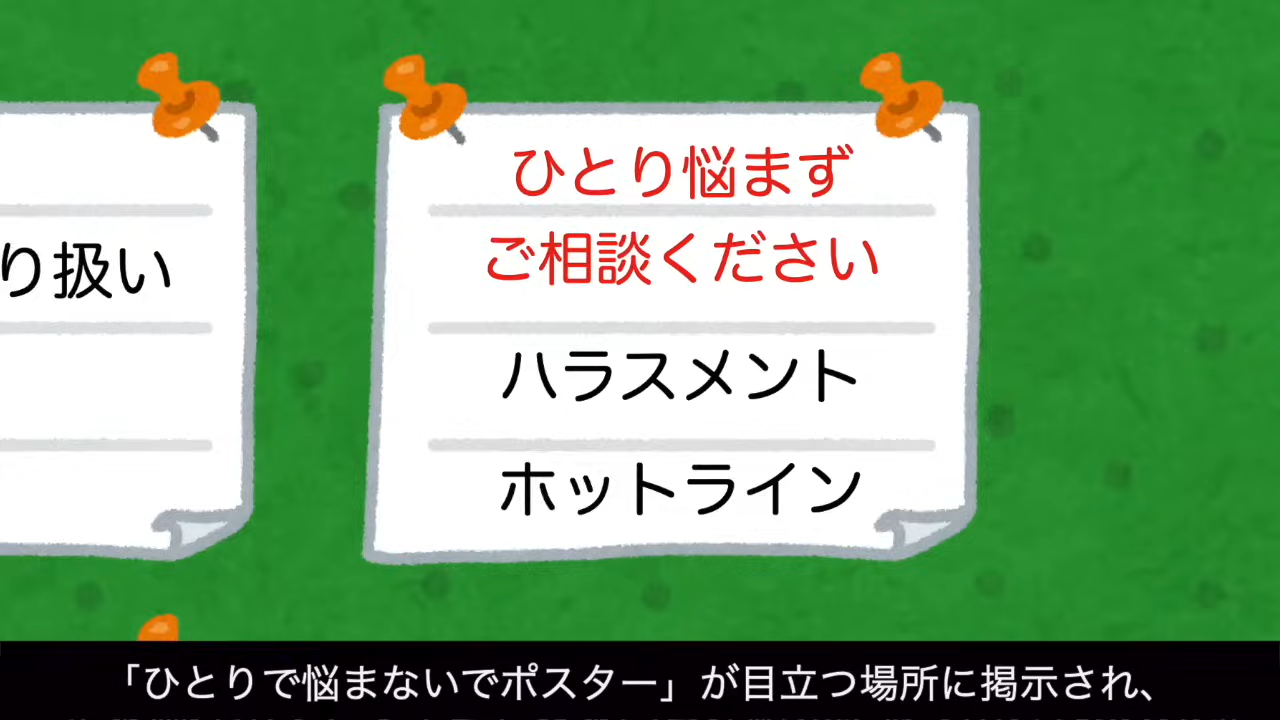 り扱い
ひとり悩まず
ご相談ください
ハラスメント
ホットライン
「ひとりで悩まないでポスター」が目立つ場所に掲示され、